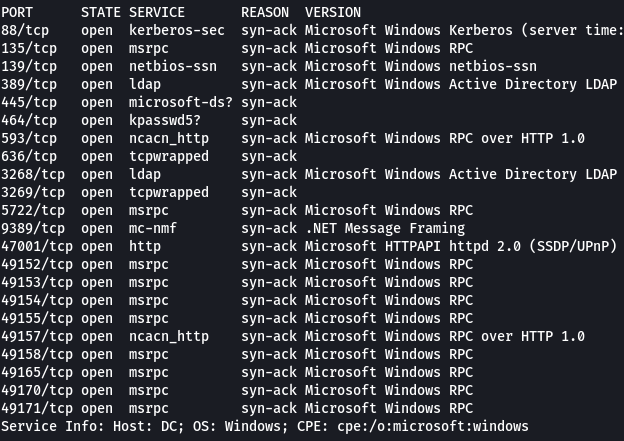 PORT      STATE SERVICE       REASON  VERSION
88/tcp    open  kerberos-sec  syn-ack Microsoft Windows Kerberos (server time:
135/tcp   open  msrpc         syn-ack Microsoft Windows RPC
139/tcp   open  netbios-ssn   syn-ack Microsoft Windows netbios-ssn
389/tcp   open  ldap          syn-ack Microsoft Windows Active Directory LDAP
445/tcp   open  microsoft-ds? syn-ack
464/tcp   open  kpasswd5?     syn-ack
593/tcp   open  ncacn_http    syn-ack Microsoft Windows RPC over HTTP 1.0
636/tcp   open  tcpwrapped    syn-ack
3268/tcp  open  ldap          syn-ack Microsoft Windows Active Directory LDAP
3269/tcp  open  tcpwrapped    syn-ack
5722/tcp  open  msrpc         syn-ack Microsoft Windows RPC
9389/tcp  open  mc-nmf        syn-ack .NET Message Framing
47001/tcp open  http          syn-ack Microsoft HTTPAPI httpd 2.0 (SSDP/UPnP)
49152/tcp open  msrpc         syn-ack Microsoft Windows RPC
49153/tcp open  msrpc         syn-ack Microsoft Windows RPC
49154/tcp open  msrpc         syn-ack Microsoft Windows RPC
49155/tcp open  msrpc         syn-ack Microsoft Windows RPC
49157/tcp open  ncacn_http    syn-ack Microsoft Windows RPC over HTTP 1.0
49158/tcp open  msrpc         syn-ack Microsoft Windows RPC
49165/tcp open  msrpc         syn-ack Microsoft Windows RPC
49170/tcp open  msrpc         syn-ack Microsoft Windows RPC
49171/tcp open  msrpc         syn-ack Microsoft Windows RPC
Service Info: Host: DC; OS: Windows; CPE: cpe:/o:microsoft:windows